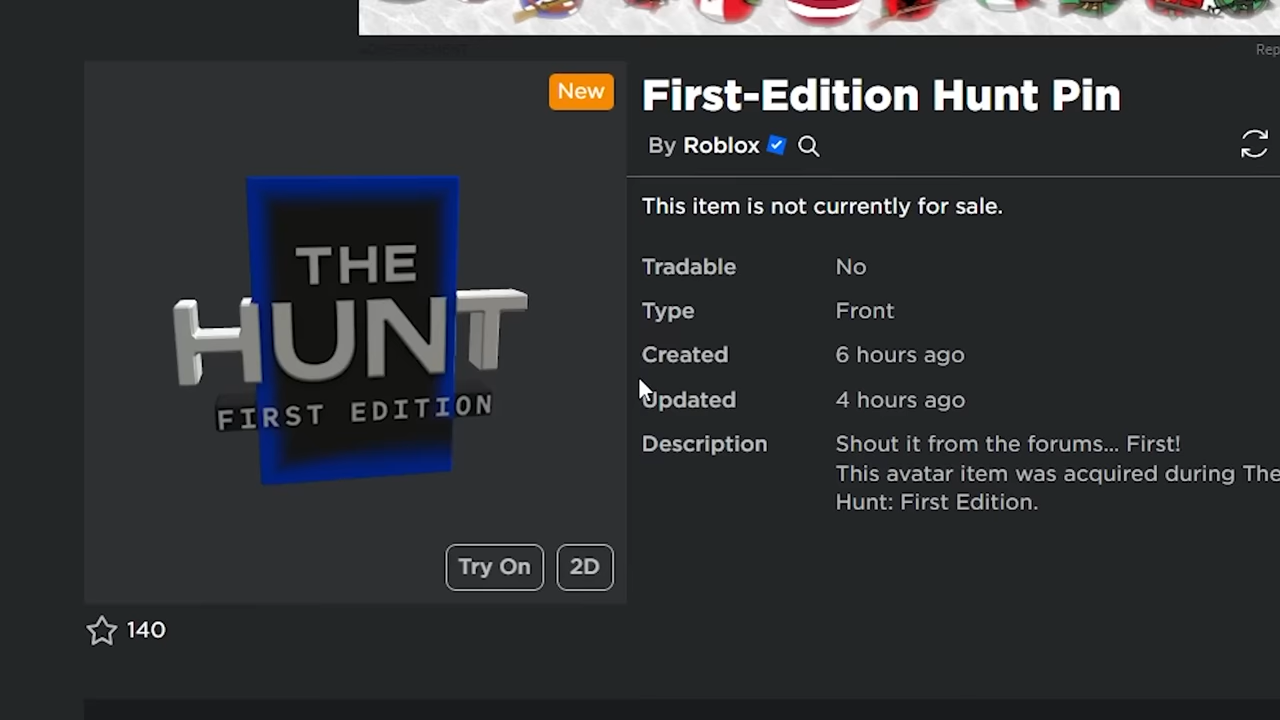 ADVERTISEMENT
Rep
New
THE
HUNT
FIRST EDITION
Try On
2D
140
First-Edition Hunt Pin
By Roblox
This item is not currently for sale.
Tradable No
Type Front
Created 6 hours ago
Updated 4 hours ago
Description Shout it from the forums... First!
This avatar item was acquired during The
Hunt: First Edition.